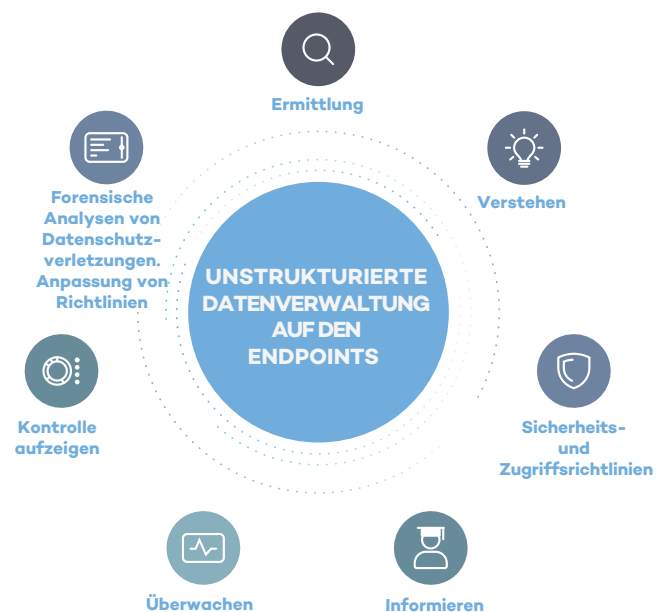 Ermittlung
Verstehen
Sicherheits-
und
Zugriffsrichtlinien
Informieren
Überwachen
Kontrolle
aufzeigen
Forensische
Analysen von
Datenschutz-
verletzungen.
Anpassung von
Richtlinien
UNSTRUKTURIERTE
DATENVERWALTUNG
AUF DEN
ENDPOINTS